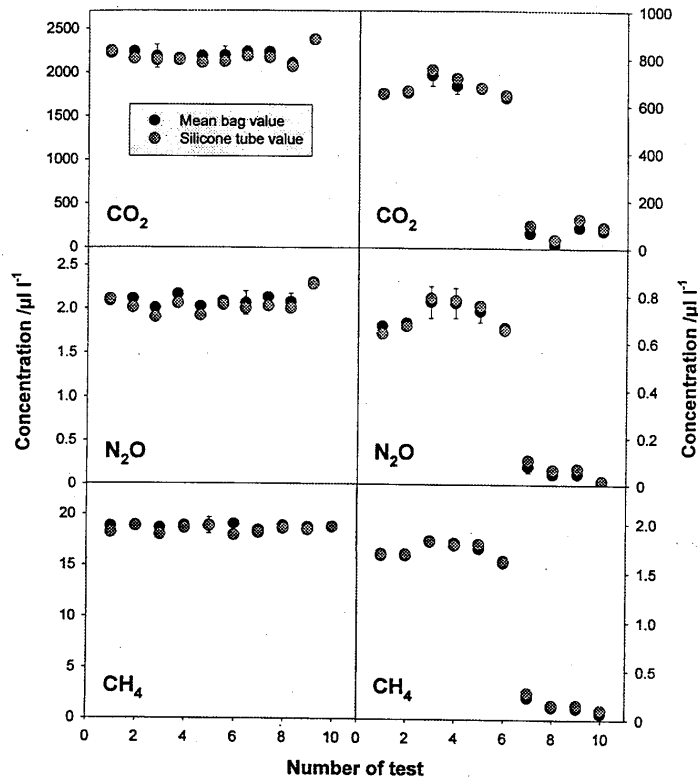 2500
2000
1500
1000
500
0
Mean bag value
Silicone tube value
CO2
1000
800
600
400
200
0
CO2
2.5
2.0
1.5
1.0
0.5
0
N2O
0.8
0.6
0.4
0.2
0
N2O
20
15
10
5
0
CH4
2.0
1.5
1.0
0.5
0
CH4
0 2 4 6 8 10
0 2 4 6 8 10
Number of test
Concentration /µl l-1
Concentration /µl l-1